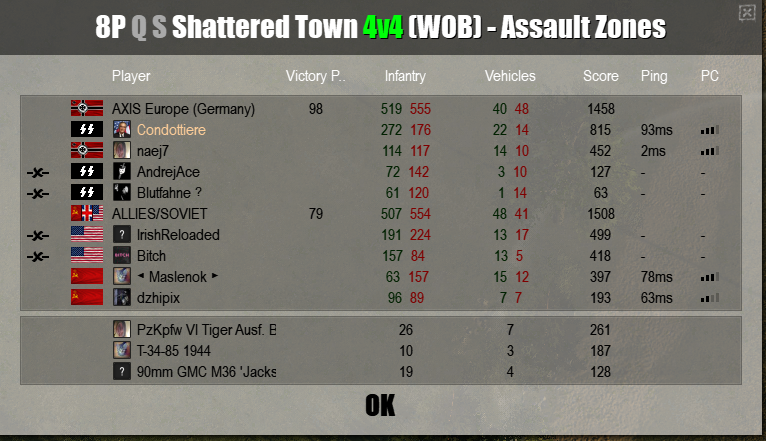 8P Q S Shattered Town 4v4 (WOB) - Assault Zones
Player Victory P.. Infantry Vehicles Score Ping PC
AXIS Europe (Germany) 98 519 555 40 48 1458
Condottiere 272 176 22 14 815 93ms
naej7 114 117 14 10 452 2ms
AndrejAce 72 142 3 10 127 - -
Blutfahne ? 61 120 1 14 63 - -
ALLIES/SOVIET 79 507 554 48 41 1508
? IrishReloaded 191 224 13 17 499 - -
BITCH Bitch 157 84 13 5 418 - -
◄ Maslenok ► 63 157 15 12 397 78ms
dzhipix 96 89 7 7 193 63ms
PzKpfw VI Tiger Ausf. B 26 7 261
T-34-85 1944 10 3 187
? 90mm GMC M36 'Jacks 19 4 128
OK